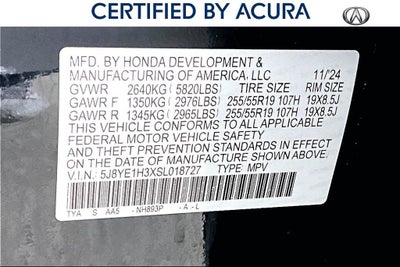 CERTIFIED BY ACURA
MFD. BY HONDA DEVELOPMENT &
MANUFACTURING OF AMERICA, LLC 11/24
GVWR 2640KG (5820LBS) TIRE SIZE RIM SIZE
GAWR F 1350KG (2976LBS) 255/55R19 107H 19X8.5J
GAWR R 1345KG (2965LBS) 255/55R19 107H 19X8.5J
THIS VEHICLE CONFORMS TO ALL APPLICABLE
FEDERAL MOTOR VEHICLE SAFETY
AND THEFT PREVENTION STANDARDS IN EFFECT
ON THE DATE OF MANUFACTURE SHOWN ABOVE.
V.I.N.: 5J8YE1H3XSL018727 TYPE: MPV
TYA S AA5 -NH893P -A-L